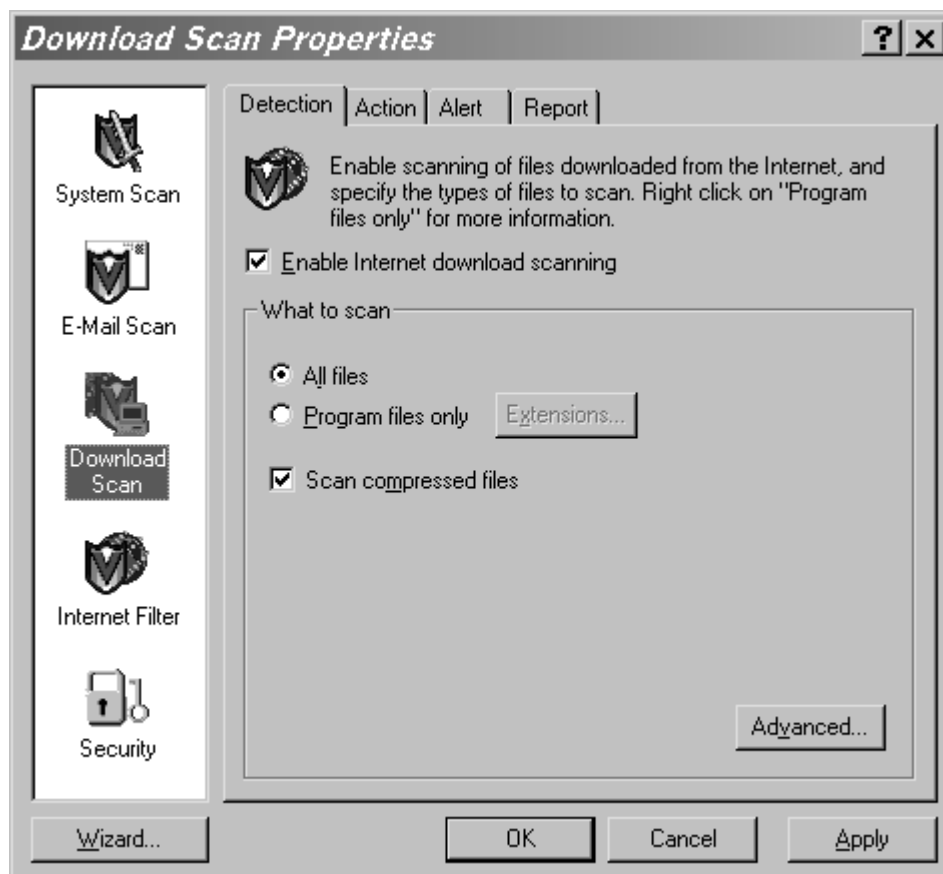 Download Scan Properties
System Scan
E-Mail Scan
Download
Scan
Internet Filter
Security
Detection
Action
Alert
Report
Enable scanning of files downloaded from the Internet, and
specify the types of files to scan. Right click on "Program
files only" for more information.
Enable Internet download scanning
What to scan
All files
Program files only
Extensions...
Scan compressed files
Advanced...
Wizard...
OK
Cancel
Apply